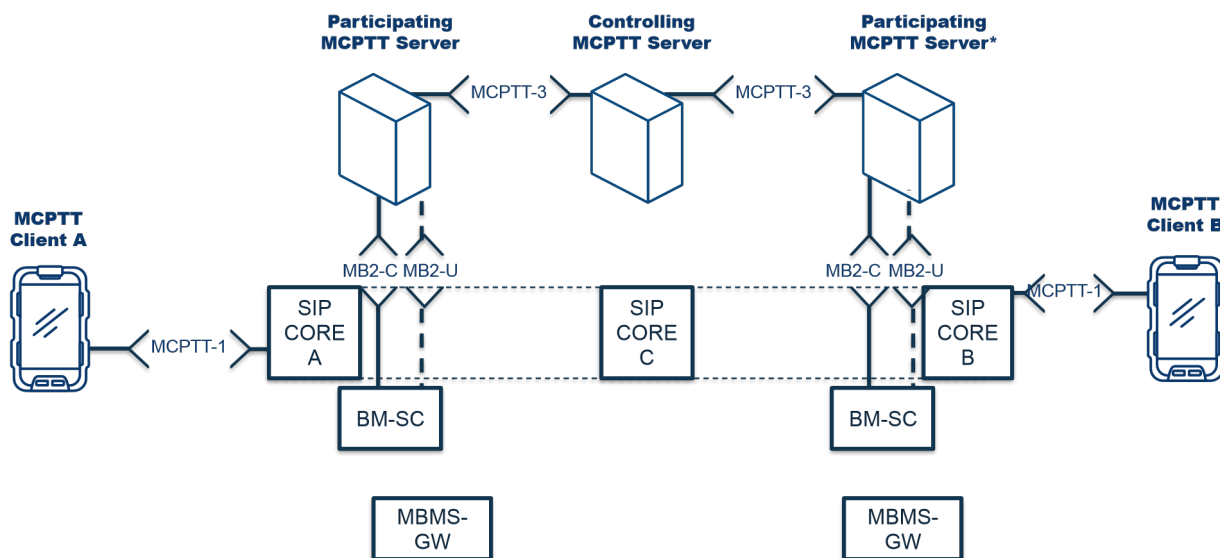 Participating
MCPTT Server
Controlling
MCPTT Server
Participating
MCPTT Server*
MCPTT-3
MCPTT-3
MCPTT
Client A
MCPTT
Client B
MB2-C
MB2-U
MB2-C
MB2-U
MCPTT-1
MCPTT-1
SIP
CORE
A
SIP
CORE
C
SIP
CORE
B
BM-SC
BM-SC
MBMS-
GW
MBMS-
GW